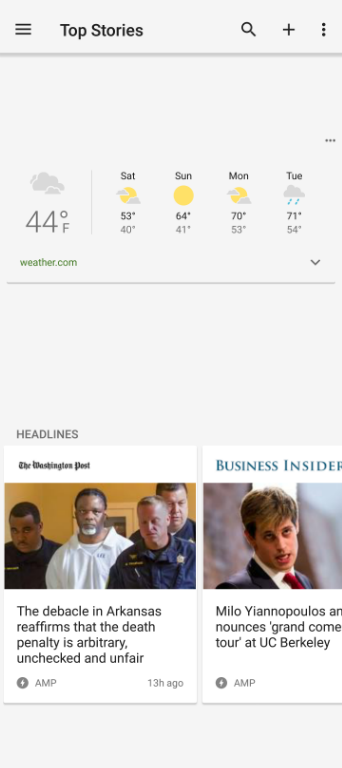 Top Stories
Sat Sun Mon Tue
44° F
53° 64° 70° 71°
40° 41° 53° 54°
weather.com
HEADLINES
The Washington Post
The debacle in Arkansas
reaffirms that the death
penalty is arbitrary,
unchecked and unfair
AMP 13h ago
BUSINESS INSIDER
Milo Yiannopoulos an
nounces 'grand come
tour' at UC Berkeley
AMP